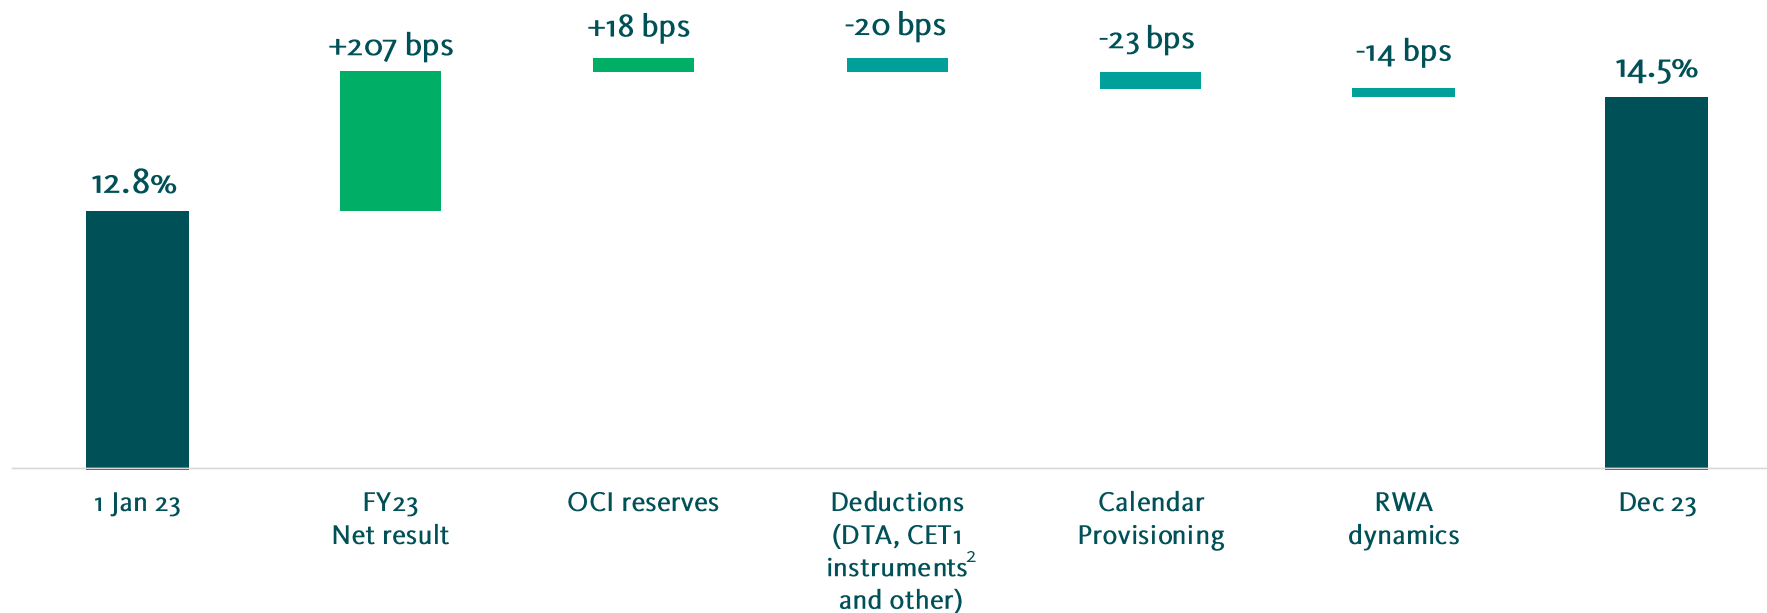 +207 bps
+18 bps
-20 bps
-23 bps
-14 bps
14.5%
12.8%
1 Jan 23
FY23
Net result
OCI reserves
Deductions
(DTA, CET1
instruments2
and other)
Calendar
Provisioning
RWA
dynamics
Dec 23